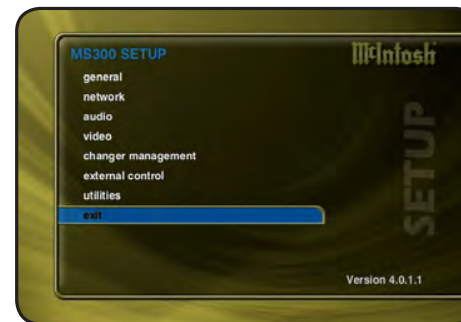 MS300 SETUP
McIntosh
general
network
audio
video
changer management
external control
utilities
exit
SETUP
Version 4.0.1.1